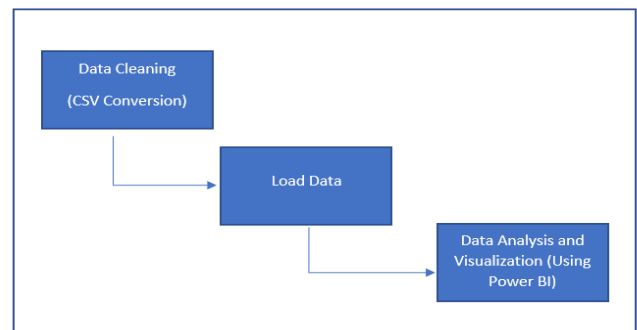 Data Cleaning
(CSV Conversion)
Load Data
Data Analysis and
Visualization (Using
Power BI)